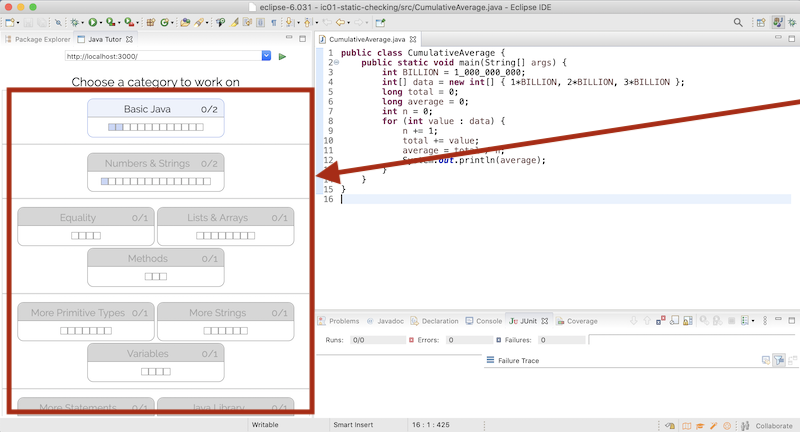 eclipse-6.031 - ic01-static-checking/src/CumulativeAverage.java - Eclipse IDE
Package Explorer
Java Tutor
http://localhost:3000/
Choose a category to work on
Basic Java 0/2
Numbers & Strings 0/2
Equality 0/1
Lists & Arrays 0/1
Methods 0/1
More Primitive Types 0/1
More Strings 0/1
Variables 0/1
More Statements 0/1
Java Library 0/1
CumulativeAverage.java
1 public class CumulativeAverage {
2 public static void main(String[] args) {
3 int BILLION = 1_000_000_000;
4 int[] data = new int[] { 1*BILLION, 2*BILLION, 3*BILLION };
5 long total = 0;
6 long average = 0;
7 int n = 0;
8 for (int value : data) {
9 n += 1;
10 total += value;
11 average = total / n;
12 System.out.println(average);
}
14 }
15 }
16
Problems
Javadoc
Declaration
Console
JUnit
Coverage
Runs: 0/0
Errors: 0
Failures: 0
Failure Trace
Writable
Smart Insert
16 : 1 : 425
Collaborate